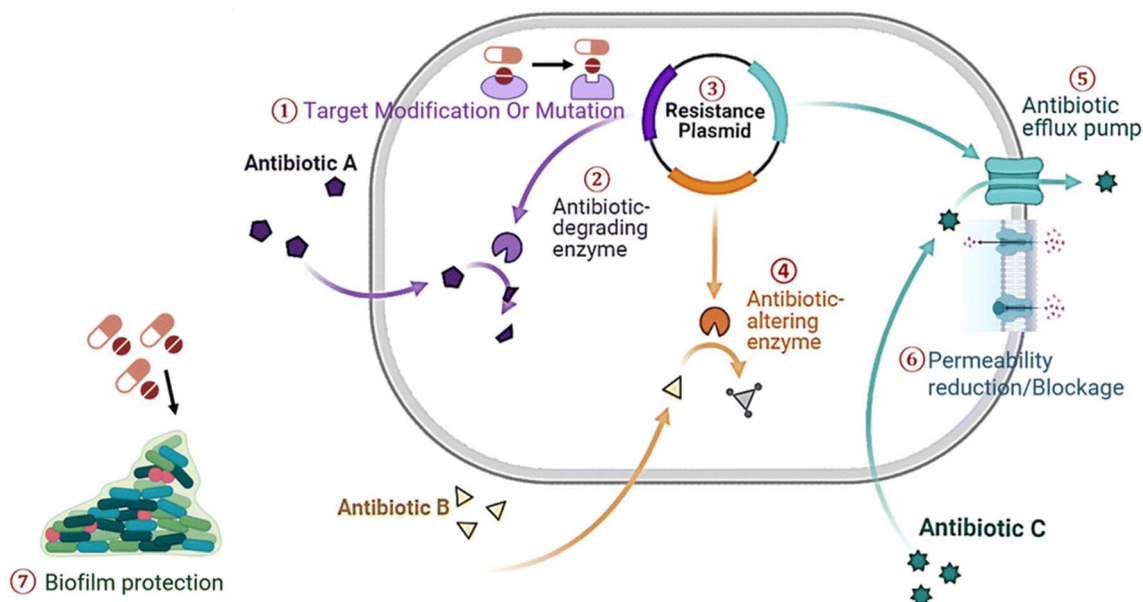 ① Target Modification Or Mutation
③
Resistance
Plasmid
⑤
Antibiotic
efflux pump
Antibiotic A
②
Antibiotic-
degrading
enzyme
④
Antibiotic-
altering
enzyme
⑥ Permeability
reduction/Blockage
Antibiotic B
Antibiotic C
⑦ Biofilm protection